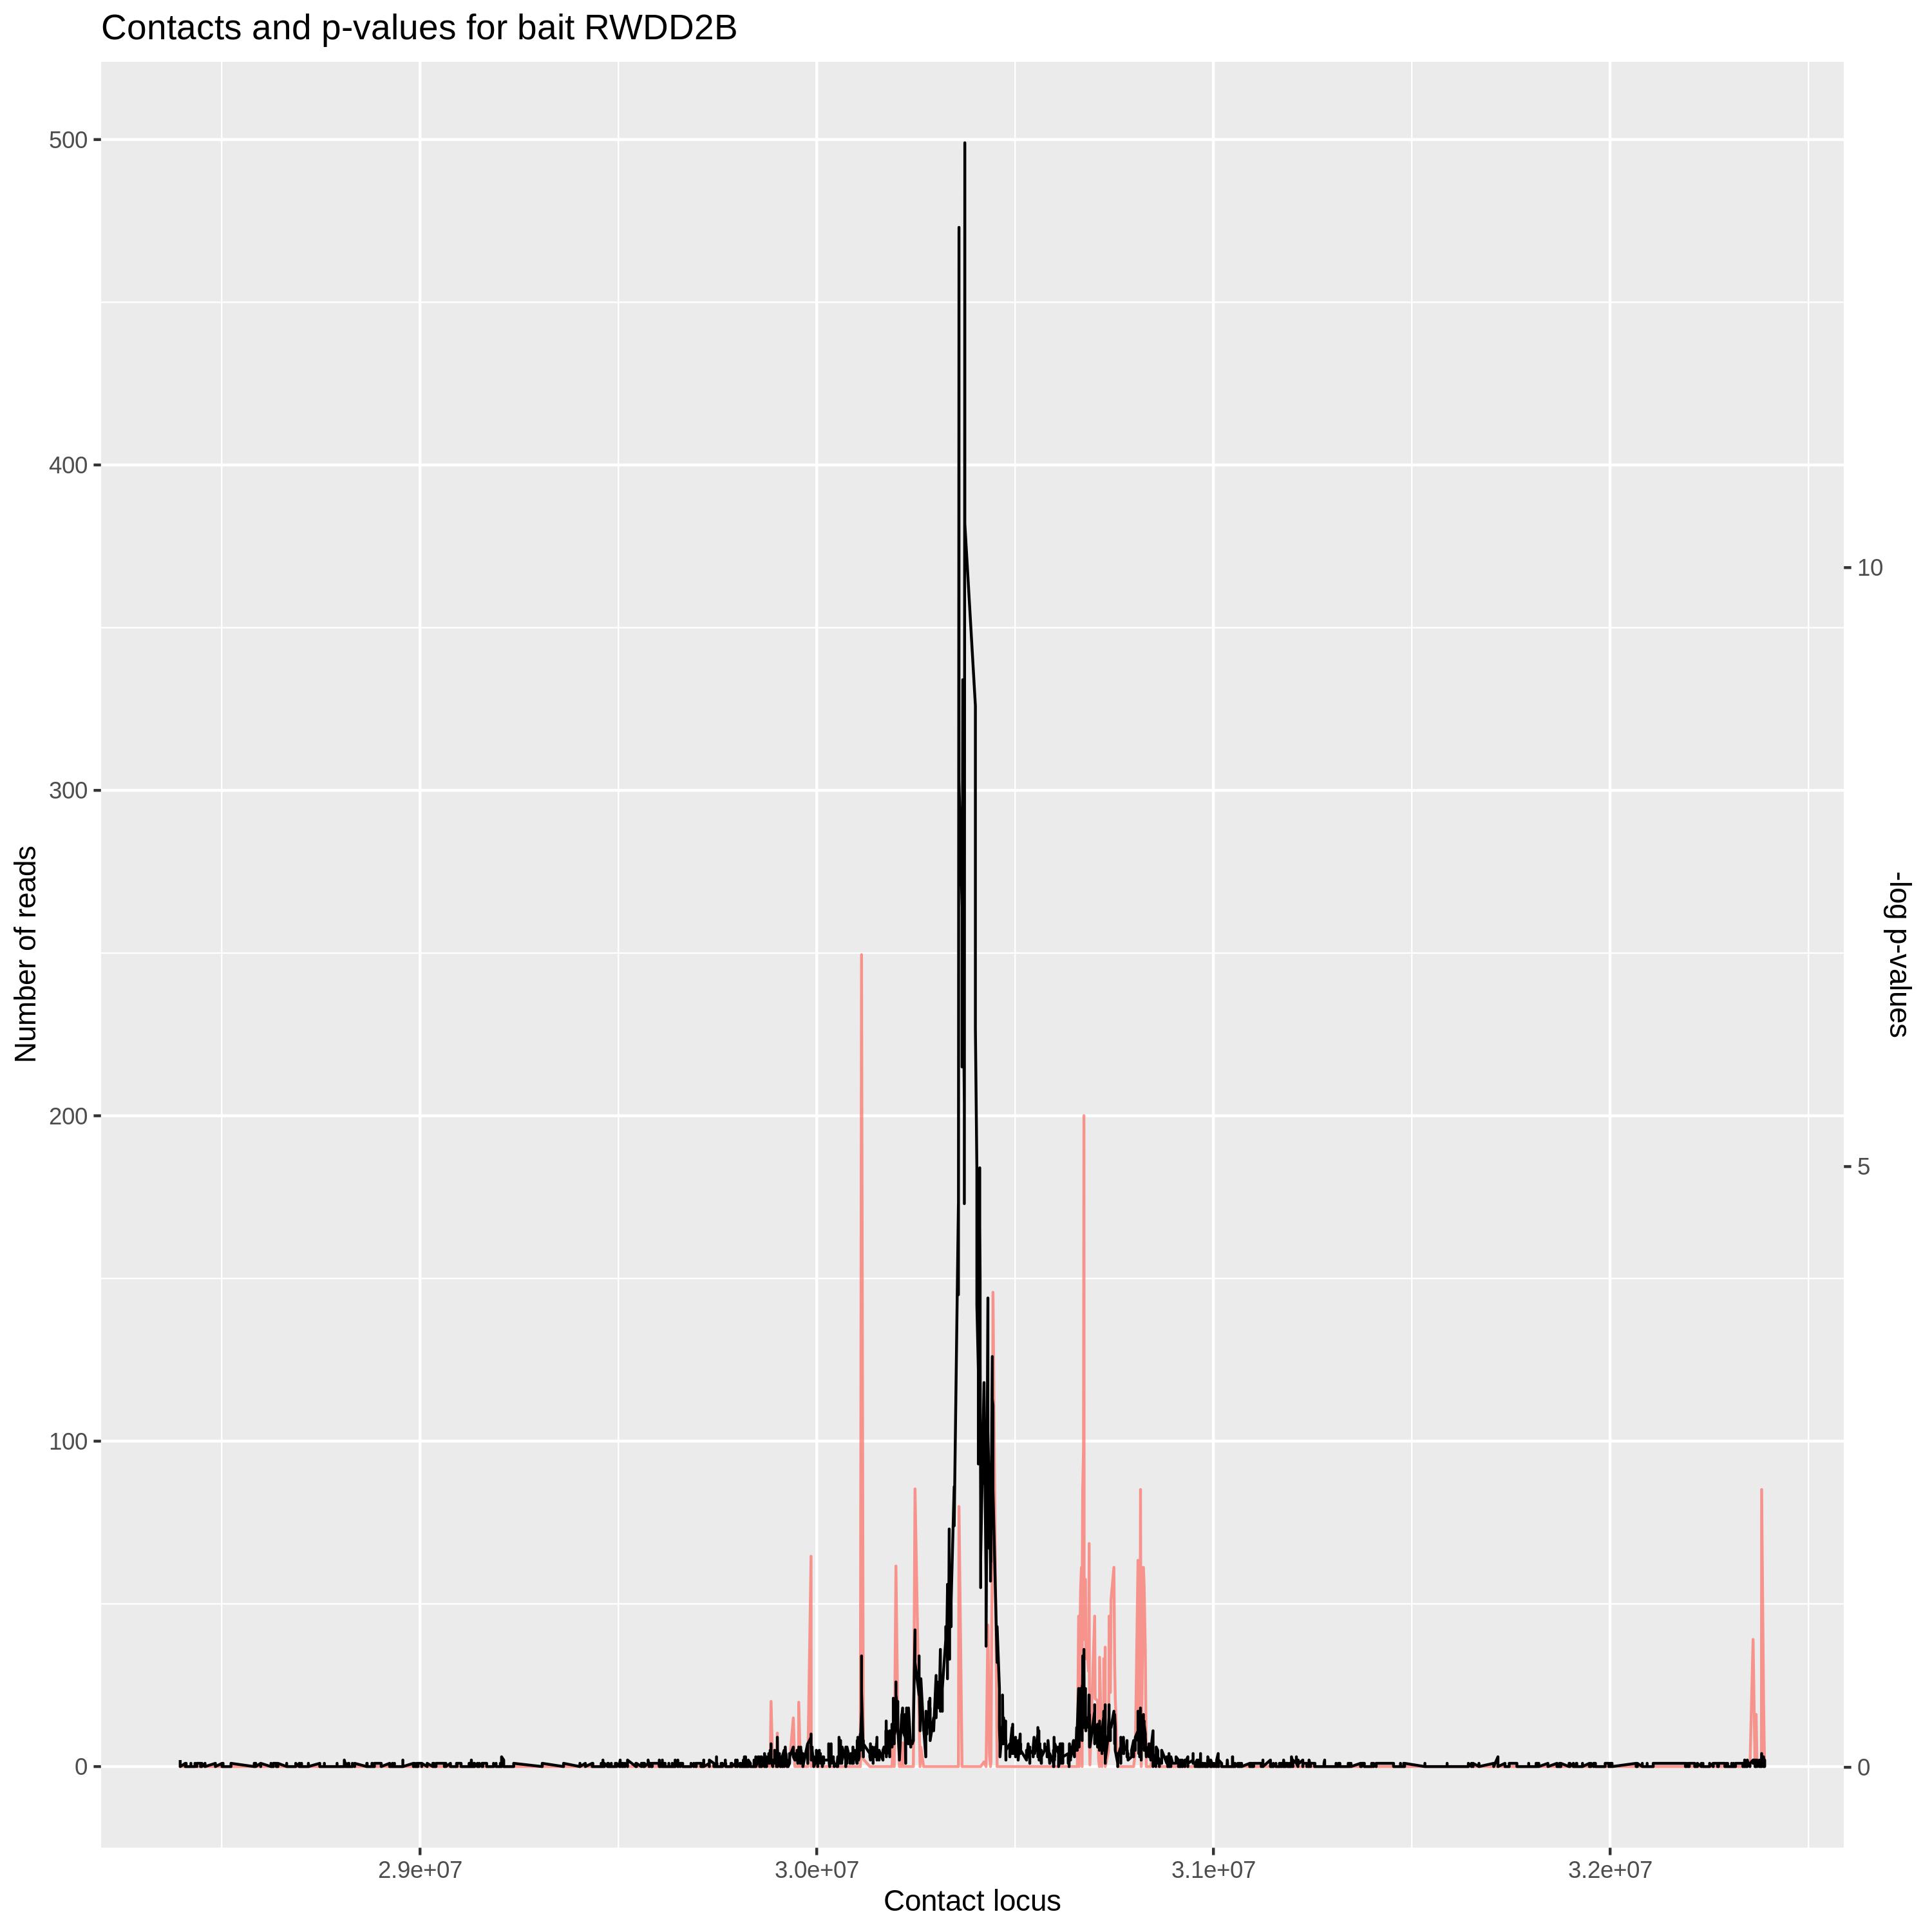 Contacts and p-values for bait RWDD2B
500
400
300
200
100
0
Number of reads
10
5
0
-log p-values
2.9e+07
3.0e+07
3.1e+07
3.2e+07
Contact locus